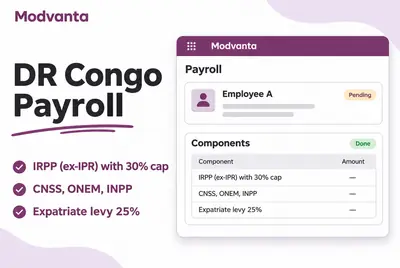 Modvanta
DR Congo
Payroll
IRPP (ex-IPR) with 30% cap
CNSS, ONEM, INPP
Expatriate levy 25%
Modvanta
Payroll
Employee A
Pending
Components
Done
Component Amount
IRPP (ex-IPR) with 30% cap —
CNSS, ONEM, INPP —
Expatriate levy 25% —